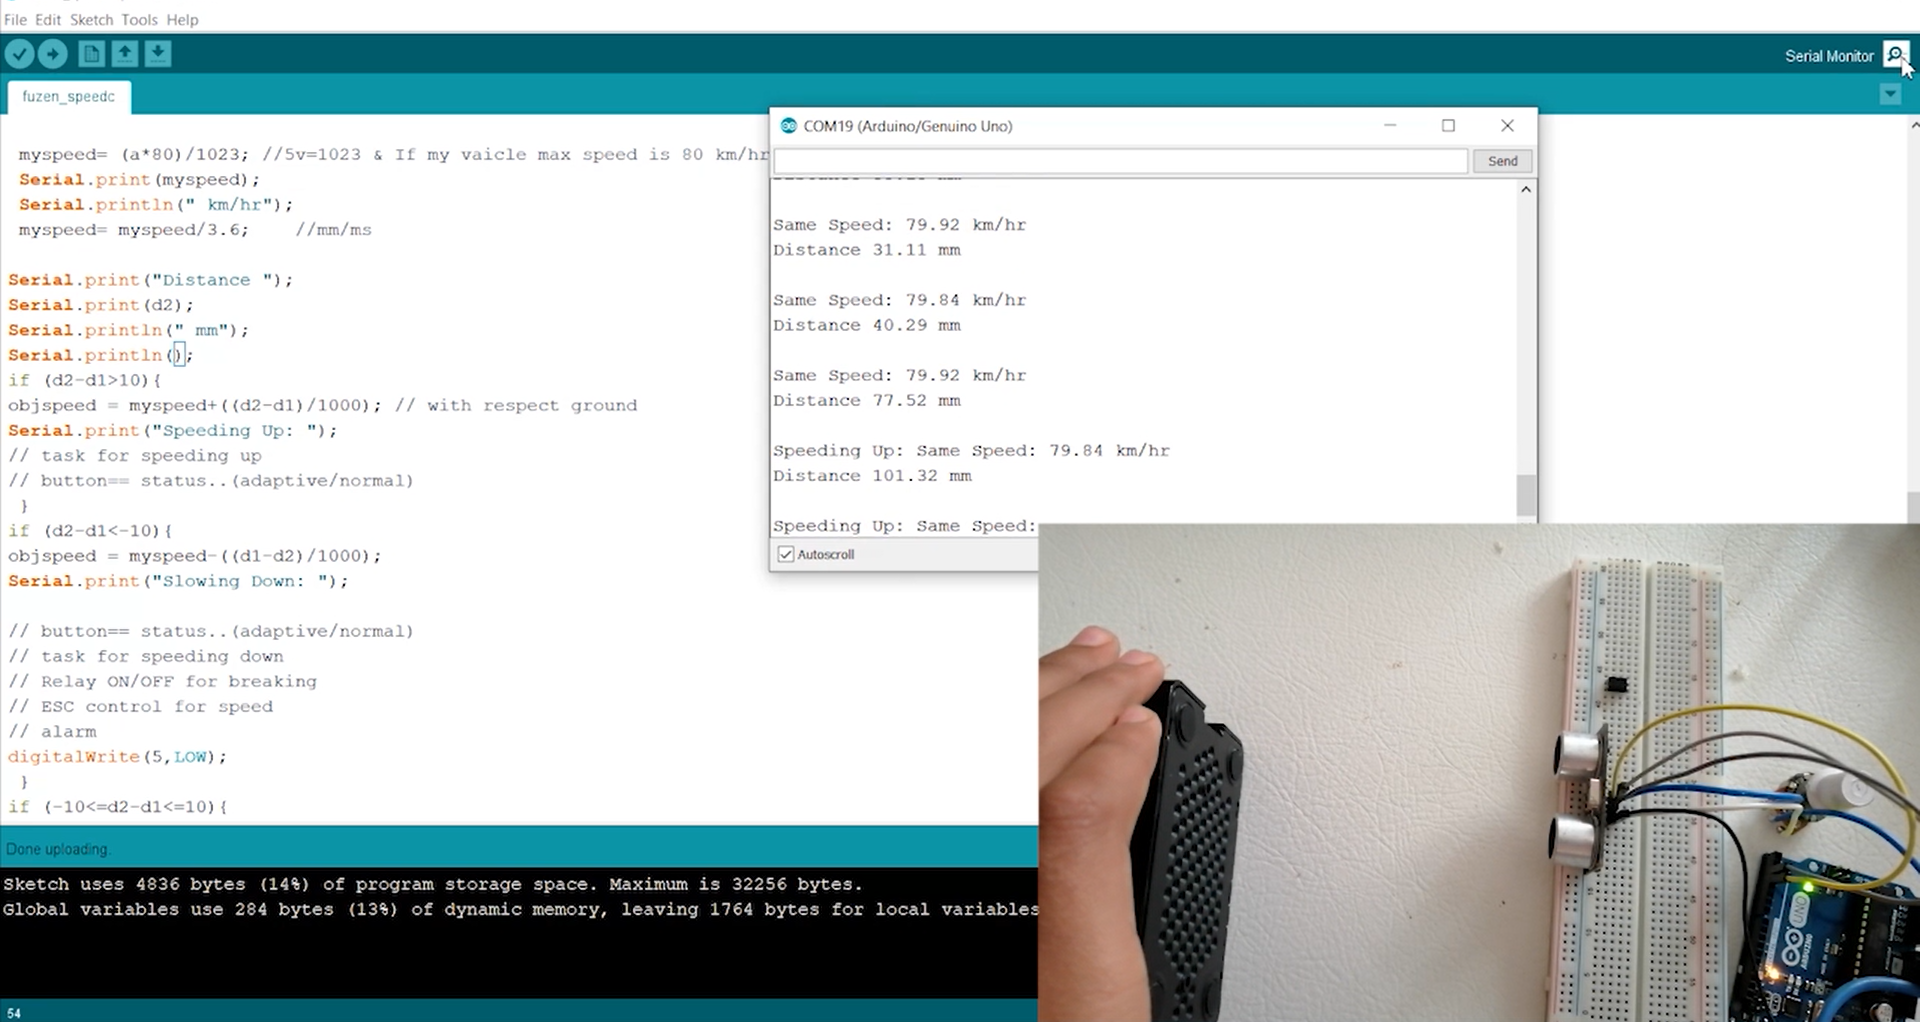 File Edit Sketch Tools Help
Serial Monitor
fuzen_speedc
myspeed= (a*80)/1023; //5v=1023 & If my vaicle max speed is 80 km/hr
Serial.print(myspeed);
Serial.println(" km/hr");
myspeed= myspeed/3.6;    //mm/ms
Serial.print("Distance ");
Serial.print(d2);
Serial.println(" mm");
Serial.println();
if (d2-d1>10){
objspeed = myspeed+((d2-d1)/1000); // with respect ground
Serial.print("Speeding Up: ");
// task for speeding up
// button== status..(adaptive/normal)
}
if (d2-d1<-10){
objspeed = myspeed-((d1-d2)/1000);
Serial.print("Slowing Down: ");
// button== status..(adaptive/normal)
// task for speeding down
// Relay ON/OFF for breaking
// ESC control for speed
// alarm
digitalWrite(5,LOW);
}
if (-10<=d2-d1<=10){
COM19 (Arduino/Genuino Uno)
Send
Same Speed: 79.92 km/hr
Distance 31.11 mm
Same Speed: 79.84 km/hr
Distance 40.29 mm
Same Speed: 79.92 km/hr
Distance 77.52 mm
Speeding Up: Same Speed: 79.84 km/hr
Distance 101.32 mm
Speeding Up: Same Speed:
Autoscroll
Done uploading.
Sketch uses 4836 bytes (14%) of program storage space. Maximum is 32256 bytes.
Global variables use 284 bytes (13%) of dynamic memory, leaving 1764 bytes for local variables
54
UNO
ARDUINO